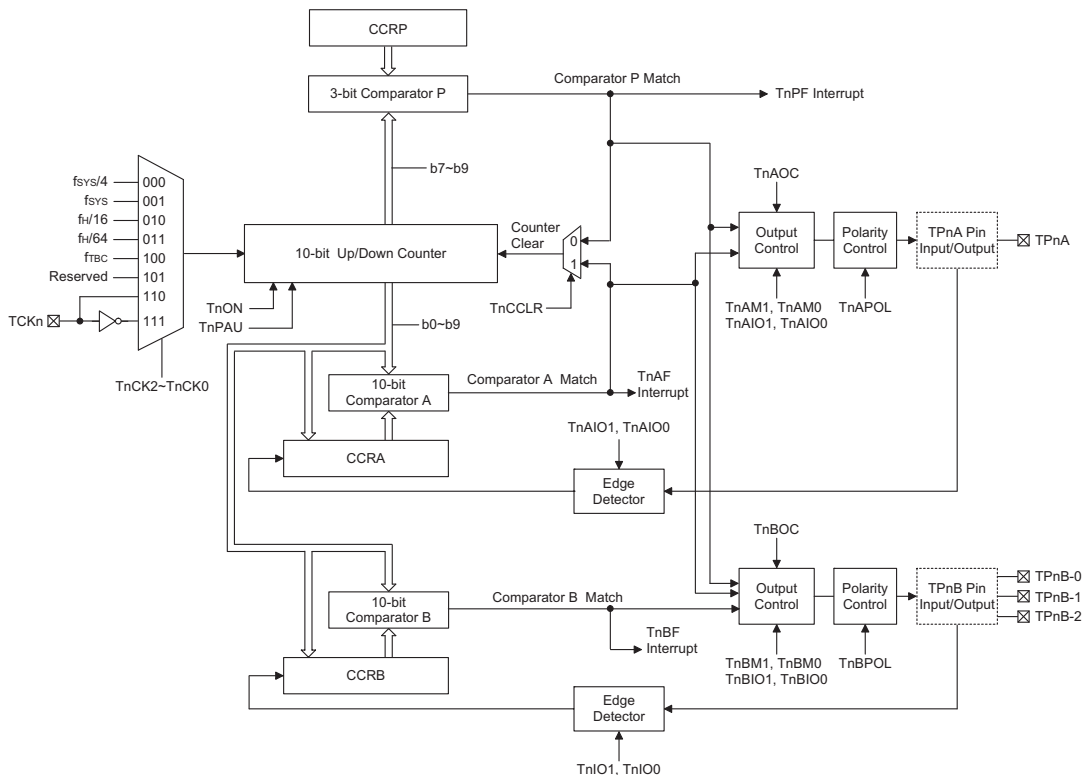 CCRP
3-bit Comparator P
Comparator P Match
TnPF Interrupt
b7~b9
fSYS/4
000
fSYS
001
fH/16
010
fH/64
011
fTBC
100
Reserved
101
110
TCKn
111
TnCK2~TnCK0
10-bit Up/Down Counter
TnON
TnPAU
Counter
Clear
0
1
TnCCLR
b0~b9
TnAOC
Output
Control
Polarity
Control
TPnA Pin
Input/Output
TPnA
TnAM1, TnAM0
TnAIO1, TnAIO0
TnAPOL
10-bit
Comparator A
Comparator A Match
TnAF
Interrupt
CCRA
TnAIO1, TnAIO0
Edge
Detector
TnBOC
Output
Control
Polarity
Control
TPnB Pin
Input/Output
TPnB-0
TPnB-1
TPnB-2
10-bit
Comparator B
Comparator B Match
TnBF
Interrupt
TnBM1, TnBM0
TnBIO1, TnBIO0
TnBPOL
CCRB
Edge
Detector
TnIO1, TnIO0